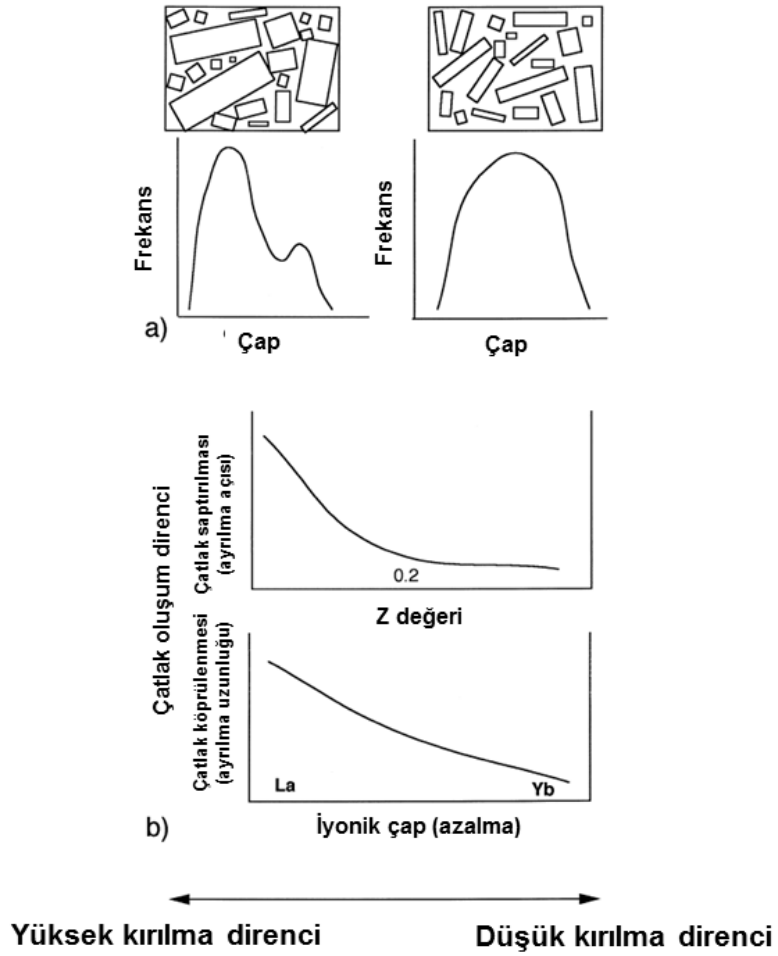 Frekans
Çap
a)
Frekans
Çap
Çatlak oluşum direnci
Çatlak saptırılması
(ayrılma açısı)
0.2
Z değeri
Çatlak köprülenmesi
(ayrılma uzunluğu)
La
Yb
b)
İyonik çap (azalma)
Yüksek kırılma direnci
Düşük kırılma direnci